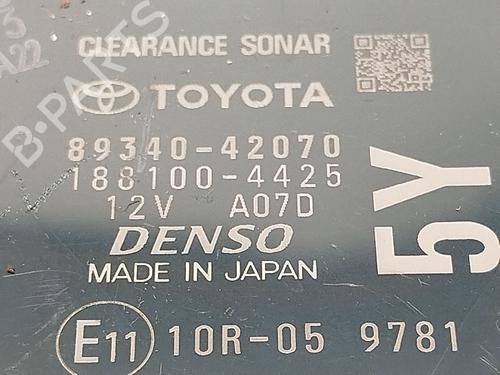 A22
CLEARANCE SONAR
TOYOTA
89340-42070
188100-4425
12V A07D
DENSO
MADE IN JAPAN
5Y
E11 10R-05 9781
B-PARTS